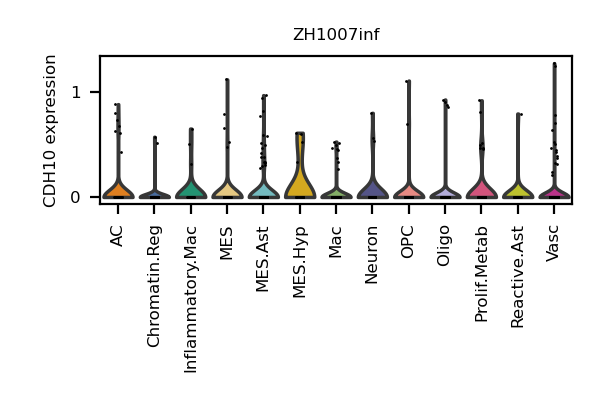 ZH1007inf
CDH10 expression
1
0
AC
Chromatin.Reg
Inflammatory.Mac
MES
MES.Ast
MES.Hyp
Mac
Neuron
OPC
Oligo
Prolif.Metab
Reactive.Ast
Vasc